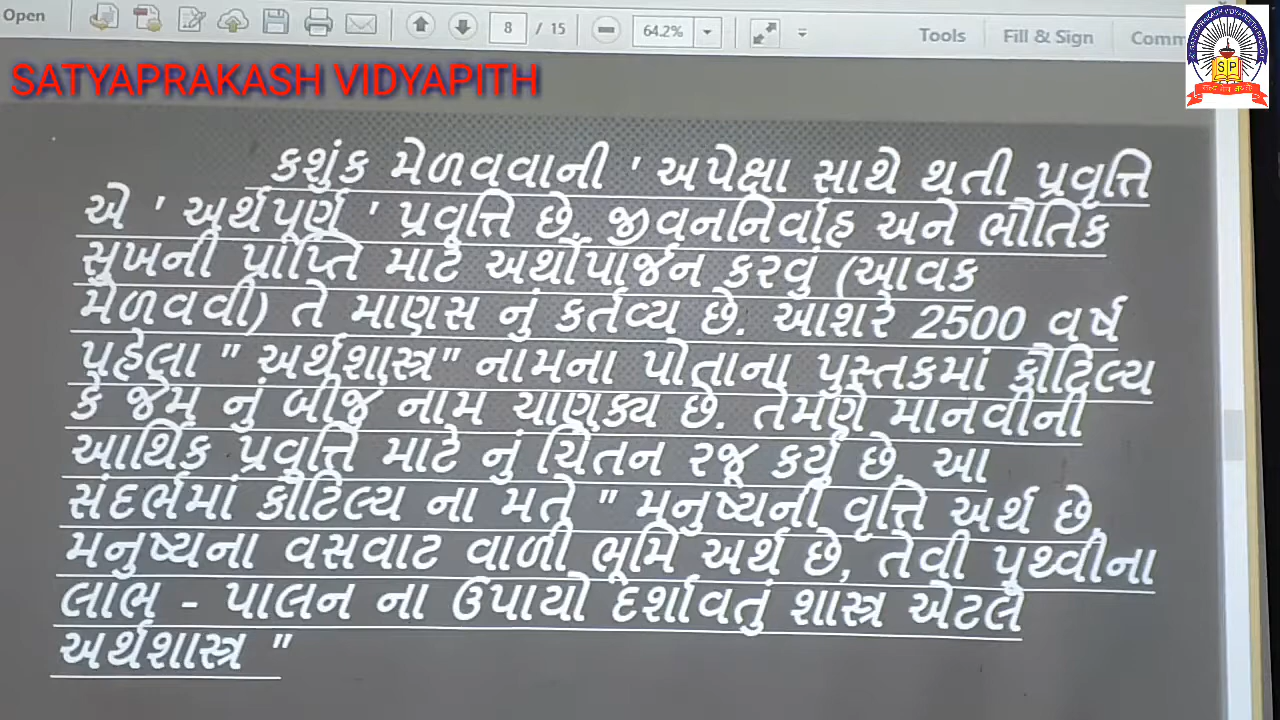 Open
8 / 15
64.2%
Tools
Fill & Sign
Comm
SATYAPRAKASH VIDYAPITH
SP
કશુંક મેળવવાની ' અપેક્ષા સાથે થતી પ્રવૃત્તિ
એ ' અર્થપૂર્ણ ' પ્રવૃત્તિ છે. જીવનનિર્વાહ અને ભૌતિક
સુખની પ્રાપ્તિ માટે અર્થોપાર્જન કરવું (આવક
મેળવવી) તે માણસ નું કર્તવ્ય છે. આશરે 2500 વર્ષ
પહેલા " અર્થશાસ્ત્ર" નામના પોતાના પુસ્તકમાં કૌટિલ્ય
કે જેમ નું બીજું નામ ચાણક્ય છે. તેમણે માનવીની
આર્થિક પ્રવૃત્તિ માટે નું ચિંતન રજૂ કર્યું છે. આ
સંદર્ભમાં કૌટિલ્ય ના મતે " મનુષ્યની વૃત્તિ અર્થ છે.
મનુષ્યના વસવાટ વાળી ભૂમિ અર્થ છે, તેવી પૃથ્વીના
લાભ - પાલન ના ઉપાયો દર્શાવતું શાસ્ત્ર એટલે
અર્થશાસ્ત્ર "